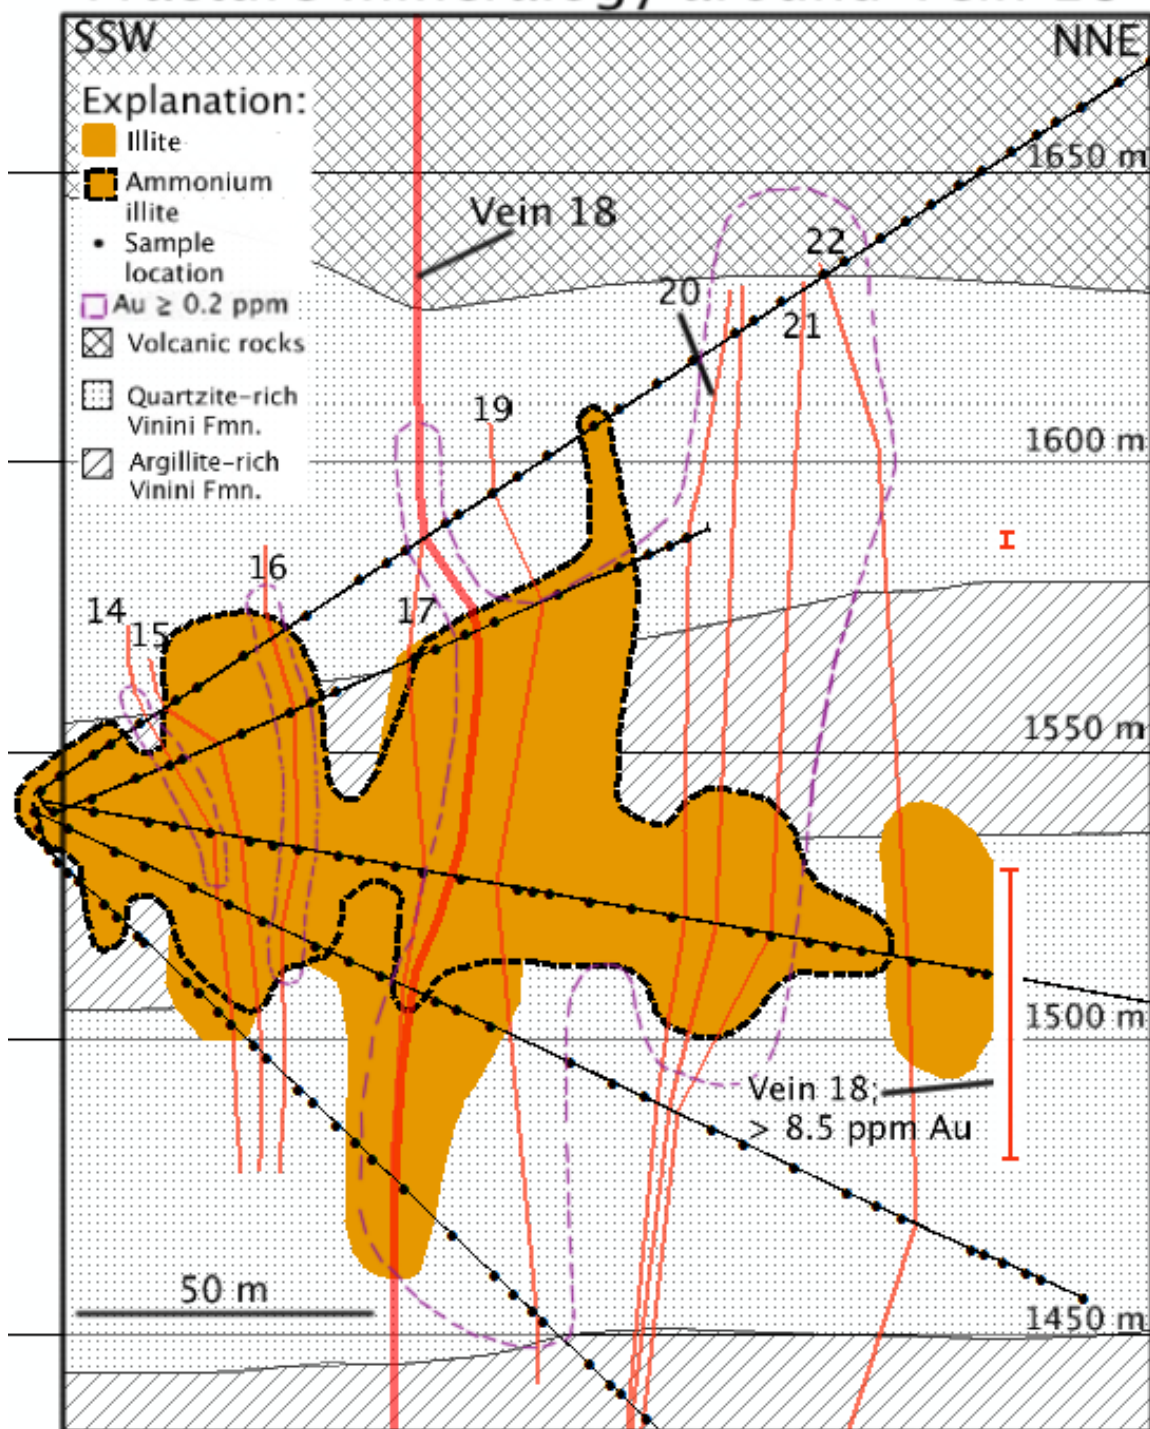 SSW
NNE
Explanation:
Illite
Ammonium
illite
Sample
location
Au ≥ 0.2 ppm
Volcanic rocks
Quartzite-rich
Vinini Fmn.
Argillite-rich
Vinini Fmn.
1650 m
Vein 18
22
20
21
19
1600 m
16
14
15
17
1550 m
1500 m
Vein 18;
> 8.5 ppm Au
50 m
1450 m